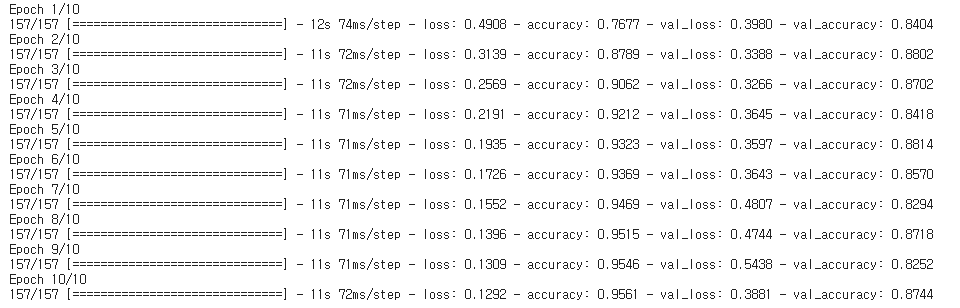 Epoch 1/10
157/157 [==============================] - 12s 74ms/step - loss: 0.4908 - accuracy: 0.7677 - val_loss: 0.3980 - val_accuracy: 0.8404
Epoch 2/10
157/157 [==============================] - 11s 72ms/step - loss: 0.3139 - accuracy: 0.8789 - val_loss: 0.3388 - val_accuracy: 0.8802
Epoch 3/10
157/157 [==============================] - 11s 72ms/step - loss: 0.2569 - accuracy: 0.9062 - val_loss: 0.3266 - val_accuracy: 0.8702
Epoch 4/10
157/157 [==============================] - 11s 71ms/step - loss: 0.2191 - accuracy: 0.9212 - val_loss: 0.3645 - val_accuracy: 0.8418
Epoch 5/10
157/157 [==============================] - 11s 71ms/step - loss: 0.1935 - accuracy: 0.9323 - val_loss: 0.3597 - val_accuracy: 0.8814
Epoch 6/10
157/157 [==============================] - 11s 71ms/step - loss: 0.1726 - accuracy: 0.9369 - val_loss: 0.3643 - val_accuracy: 0.8570
Epoch 7/10
157/157 [==============================] - 11s 71ms/step - loss: 0.1552 - accuracy: 0.9469 - val_loss: 0.4807 - val_accuracy: 0.8294
Epoch 8/10
157/157 [==============================] - 11s 71ms/step - loss: 0.1396 - accuracy: 0.9515 - val_loss: 0.4744 - val_accuracy: 0.8718
Epoch 9/10
157/157 [==============================] - 11s 71ms/step - loss: 0.1309 - accuracy: 0.9546 - val_loss: 0.5438 - val_accuracy: 0.8252
Epoch 10/10
157/157 [==============================] - 11s 72ms/step - loss: 0.1292 - accuracy: 0.9561 - val_loss: 0.3881 - val_accuracy: 0.8744